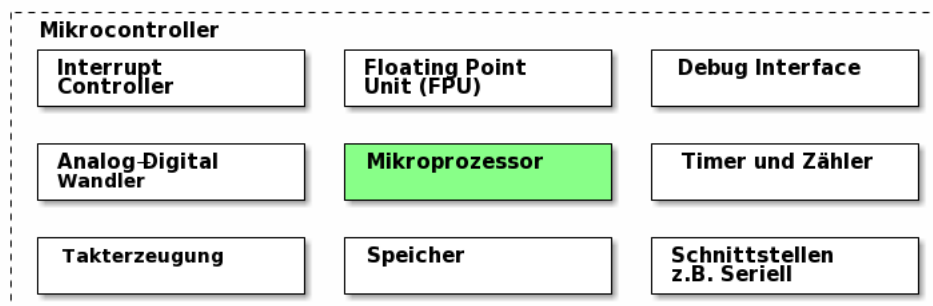 Mikrocontroller
Interrupt
Controller
Floating Point
Unit (FPU)
Debug Interface
Analog-Digital
Wandler
Mikroprozessor
Timer und Zähler
Takterzeugung
Speicher
Schnittstellen
z.B. Seriell